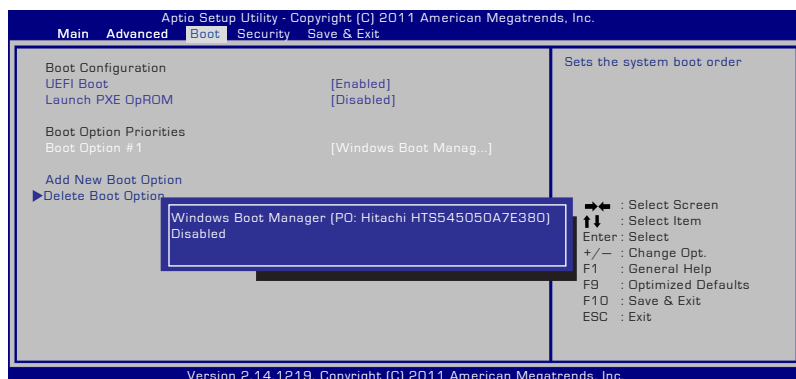 Aptio Setup Utility - Copyright (C) 2011 American Megatrends, Inc.
Main Advanced Boot Security Save & Exit
Boot Configuration
UEFI Boot [Enabled]
Launch PXE OpROM [Disabled]
Boot Option Priorities
Boot Option #1 [Windows Boot Manag...]
Add New Boot Option
Delete Boot Option
Windows Boot Manager (PO: Hitachi HTS545050A7E380)
Disabled
Sets the system boot order
: Select Screen
: Select Item
Enter : Select
+/— : Change Opt.
F1 : General Help
F9 : Optimized Defaults
F10 : Save & Exit
ESC : Exit
Version 2.14.1219. Copyright (C) 2011 American Megatrends, Inc.